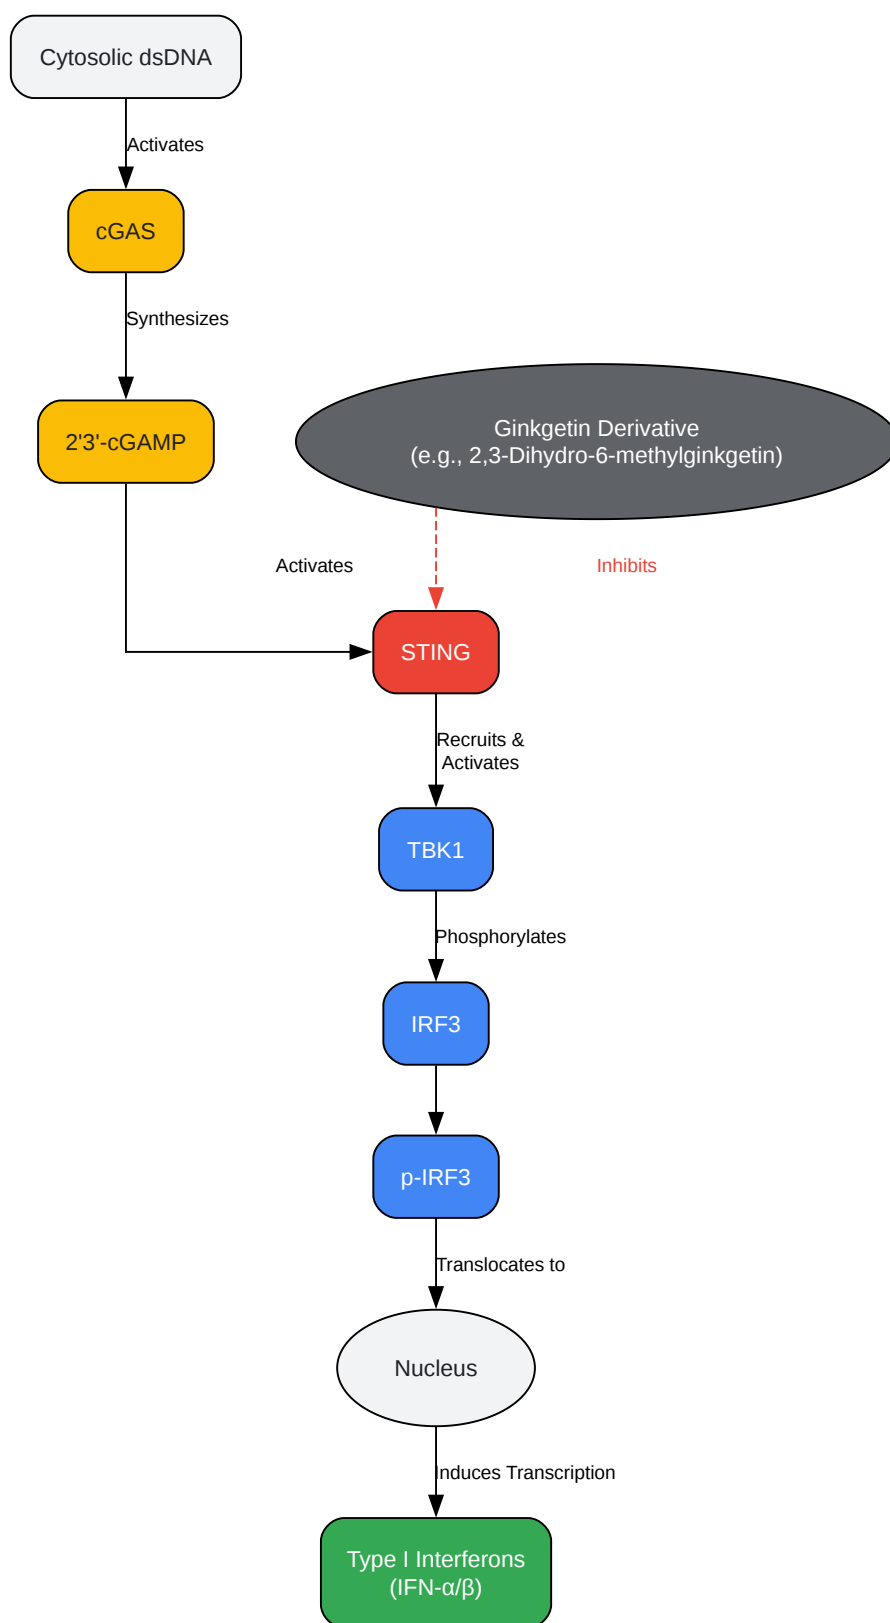 Cytosolic dsDNA
Activates
cGAS
Synthesizes
2'3'-cGAMP
Ginkgetin Derivative
(e.g., 2,3-Dihydro-6-methylginkgetin)
Activates
Inhibits
STING
Recruits &
Activates
TBK1
Phosphorylates
IRF3
p-IRF3
Translocates to
Nucleus
Induces Transcription
Type I Interferons
(IFN-α/β)